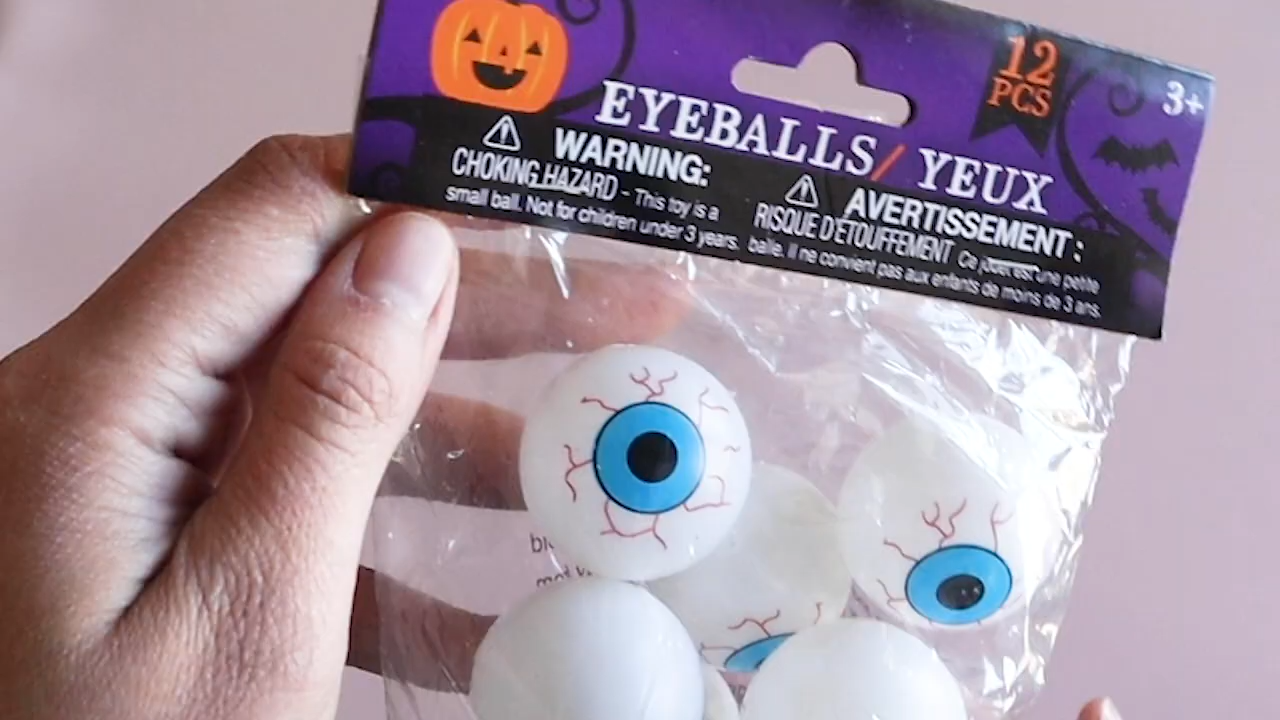 12
PCS
3+
EYEBALLS/ YEUX
WARNING:
CHOKING HAZARD - This toy is a
small ball. Not for children under 3 years.
AVERTISSEMENT :
RISQUE D'ÉTOUFFEMENT Ce jouet est une petite
balle. Il ne convient pas aux enfants de moins de 3 ans.